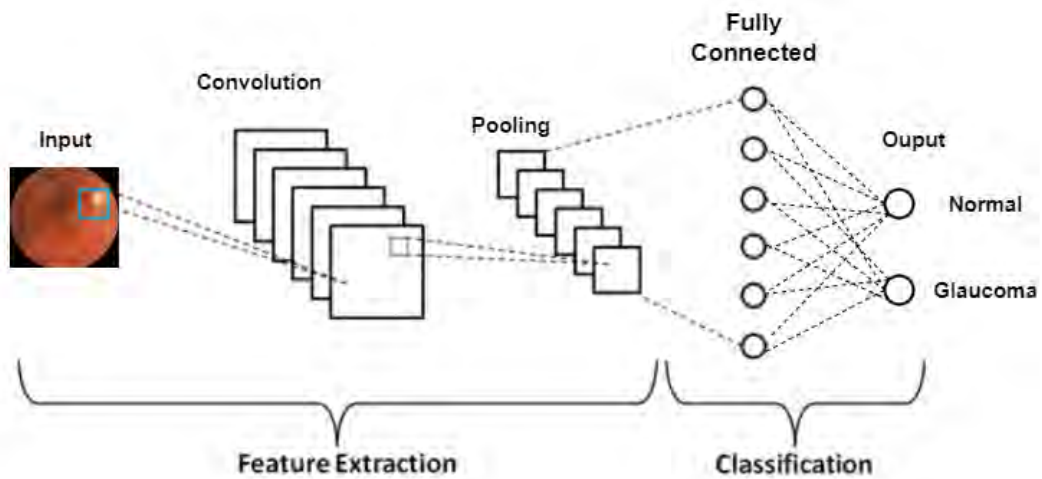 Fully
Connected
Convolution
Pooling
Input
Ouput
Normal
Glaucoma
Feature Extraction
Classification